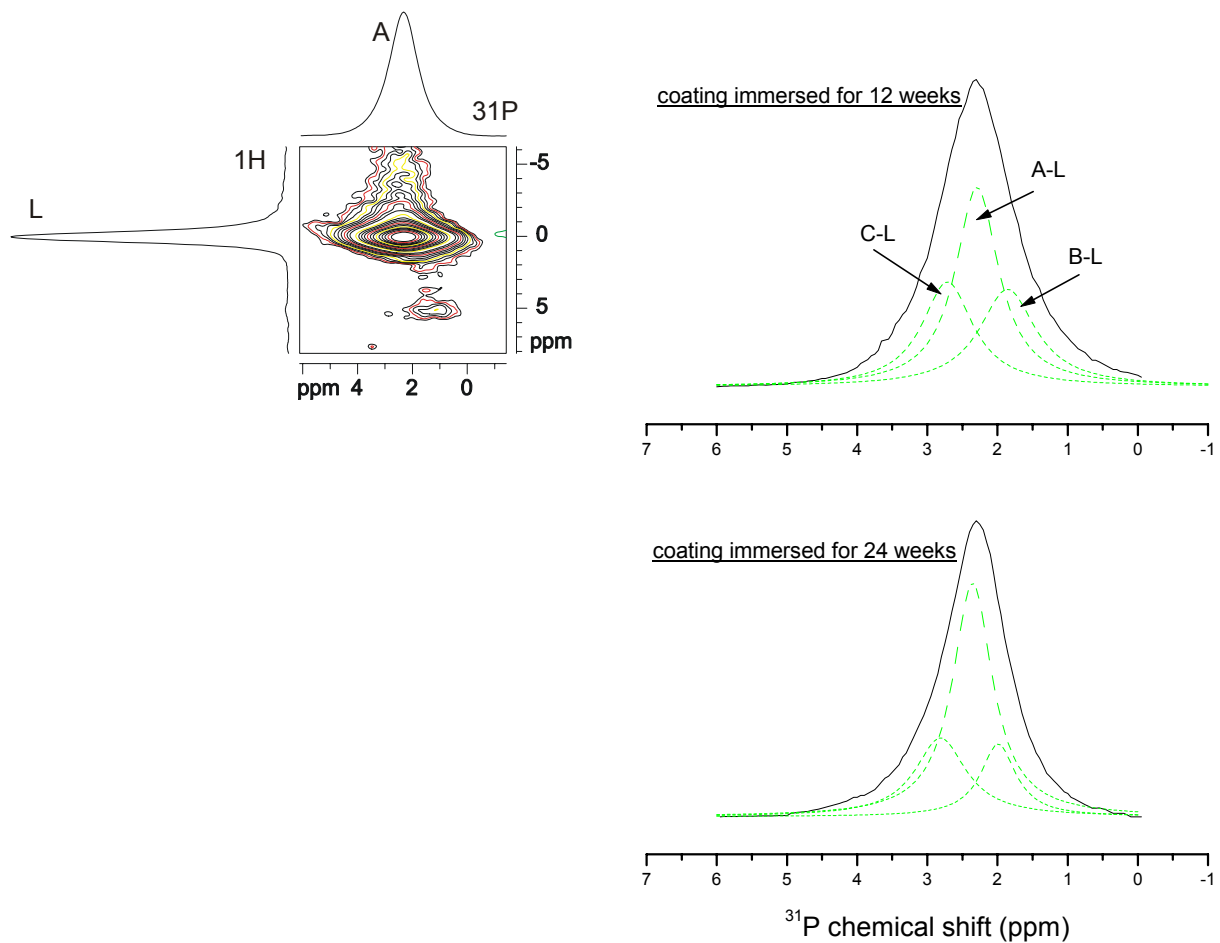 A
31P
1H
L
-5
0
5
ppm
ppm 4 2 0
coating immersed for 12 weeks
A-L
C-L
B-L
7 6 5 4 3 2 1 0 -1
coating immersed for 24 weeks
7 6 5 4 3 2 1 0 -1
³¹P chemical shift (ppm)